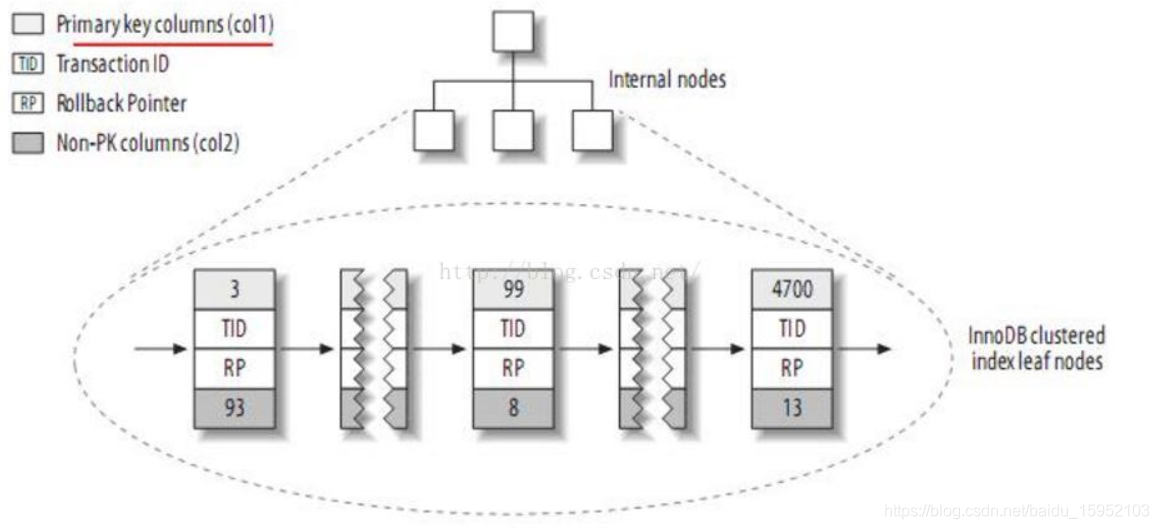 Primary key columns (col1)
TID Transaction ID
RP Rollback Pointer
Non-PK columns (col2)
Internal nodes
http://blog.csdn.net/
3
99
4700
TID
TID
TID
RP
RP
RP
93
8
13
InnoDB clustered
index leaf nodes
https://blog.csdn.net/baidu_15952103